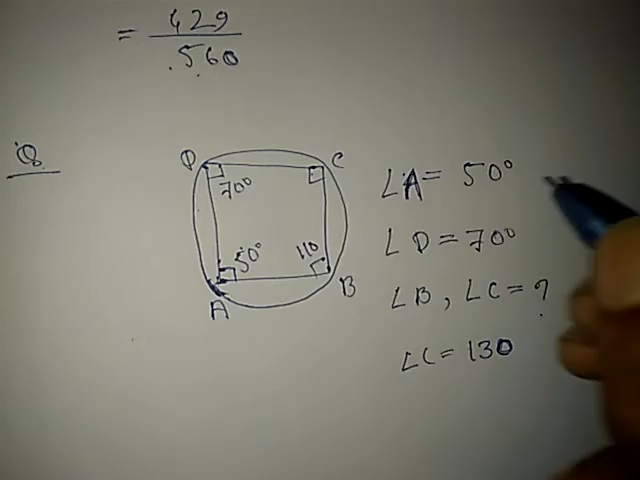 = 429
.560
Q
D C
70°
50° 110
A B
∠A = 50°
∠D = 70°
∠B, ∠C = ?
∠C = 130